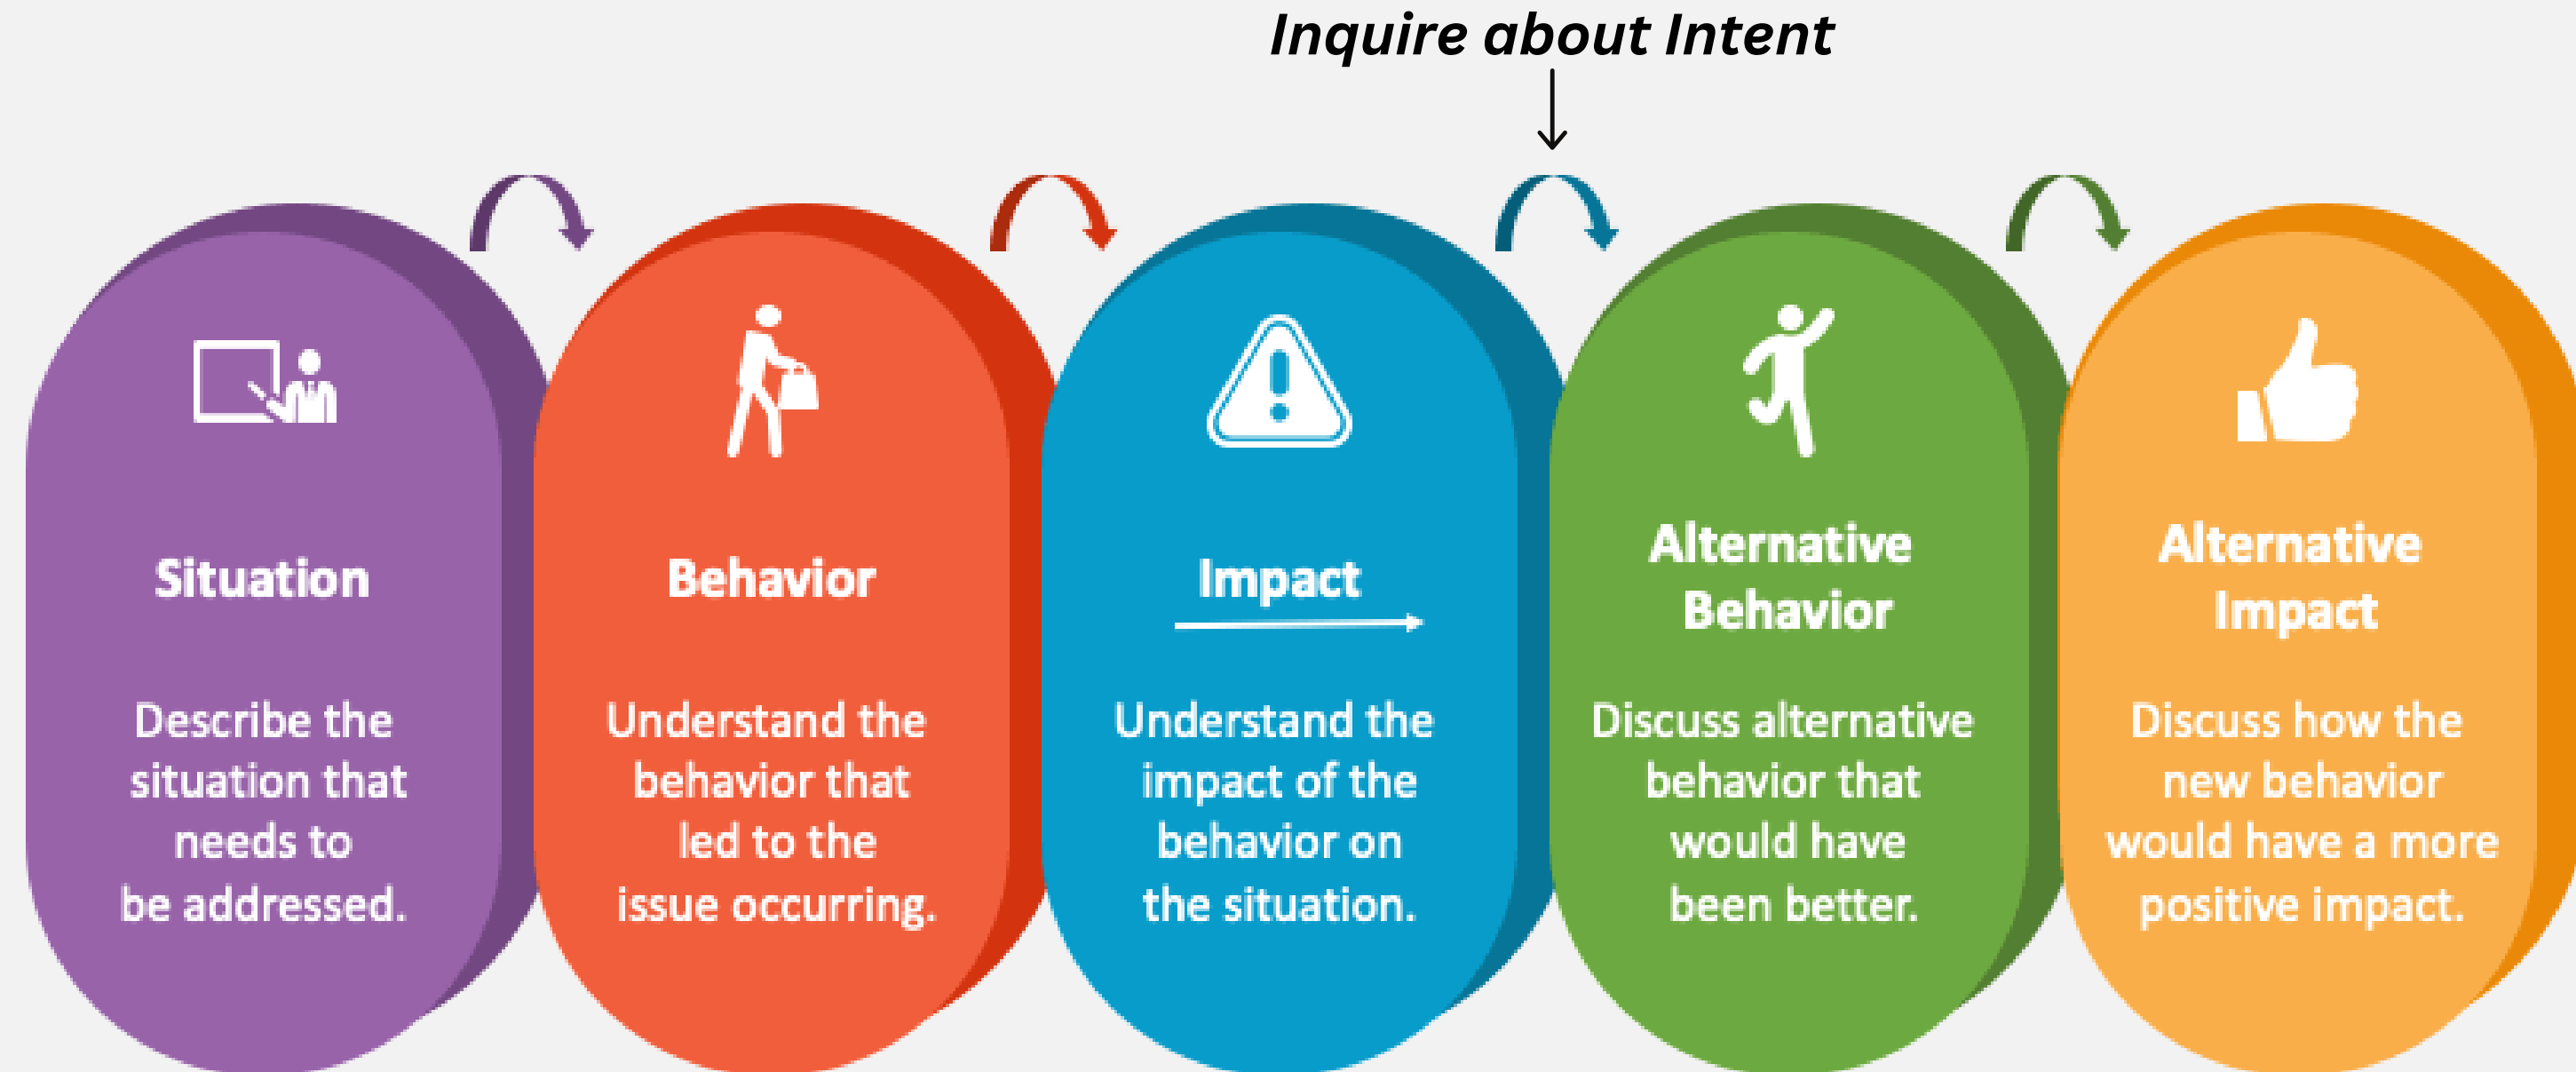 Inquire about Intent
Situation
Describe the
situation that
needs to
be addressed.
Behavior
Understand the
behavior that
led to the
issue occurring.
Impact
Understand the
impact of the
behavior on
the situation.
Alternative
Behavior
Discuss alternative
behavior that
would have
been better.
Alternative
Impact
Discuss how the
new behavior
would have a more
positive impact.